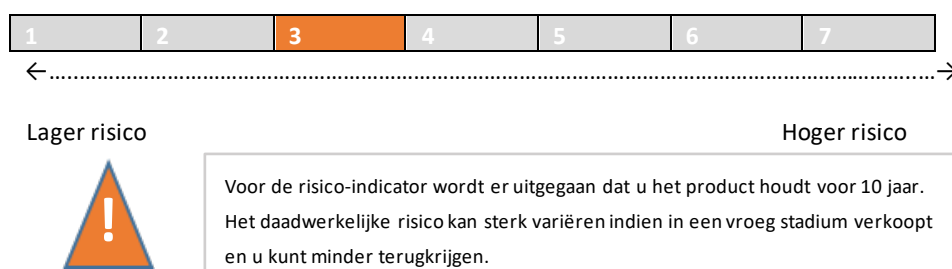 1 2 3 4 5 6 7
←...→
Lager risico Hoger risico
!
Voor de risico-indicator wordt er uitgegaan dat u het product houdt voor 10 jaar.
Het daadwerkelijke risico kan sterk variëren indien in een vroeg stadium verkoopt
en u kunt minder terugkrijgen.